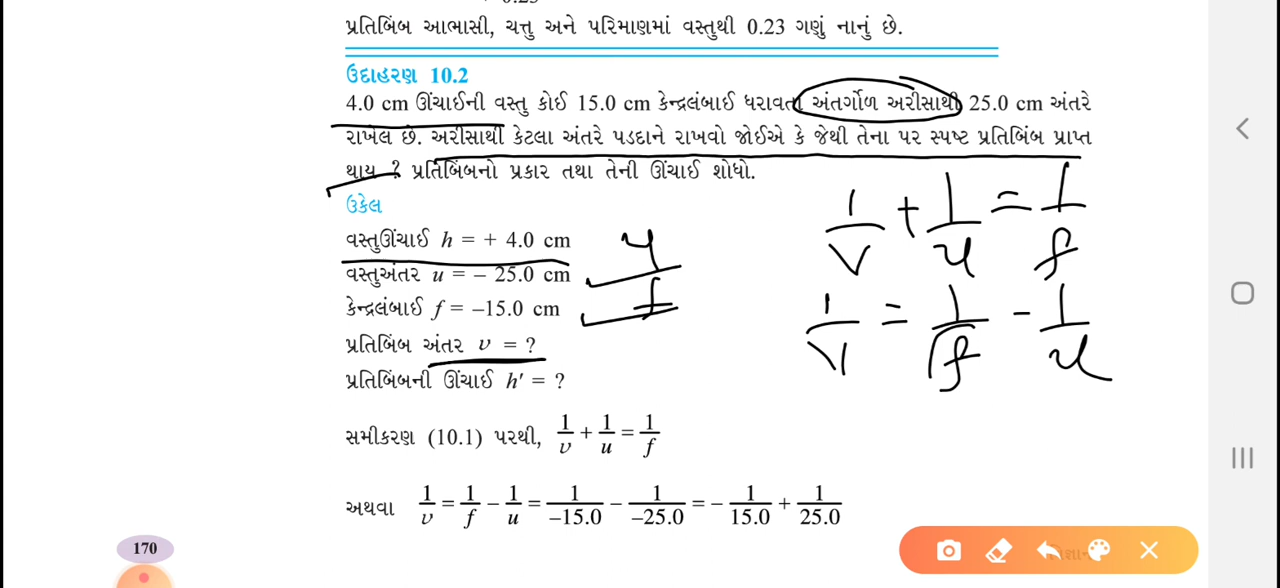 પ્રતિબિંબ આભાસી, ચત્તુ અને પરિમાણમાં વસ્તુથી 0.23 ગણું નાનું છે.
ઉદાહરણ 10.2
4.0 cm ઊંચાઈની વસ્તુ કોઈ 15.0 cm કેન્દ્રલંબાઈ ધરાવતા અંતર્ગોળ અરીસાથી 25.0 cm અંતરે
રાખેલ છે. અરીસાથી કેટલા અંતરે પડદાને રાખવો જોઈએ કે જેથી તેના પર સ્પષ્ટ પ્રતિબિંબ પ્રાપ્ત
થાય ? પ્રતિબિંબનો પ્રકાર તથા તેની ઊંચાઈ શોધો.
ઉકેલ
વસ્તુઊંચાઈ h = + 4.0 cm
વસ્તુઅંતર u = – 25.0 cm
કેન્દ્રલંબાઈ f = –15.0 cm
પ્રતિબિંબ અંતર v = ?
પ્રતિબિંબની ઊંચાઈ h′ = ?
1/v + 1/u = 1/f
1/v = 1/f - 1/u
સમીકરણ (10.1) પરથી, 1/v + 1/u = 1/f
અથવા 1/v = 1/f – 1/u = 1/–15.0 – 1/–25.0 = – 1/15.0 + 1/25.0
170